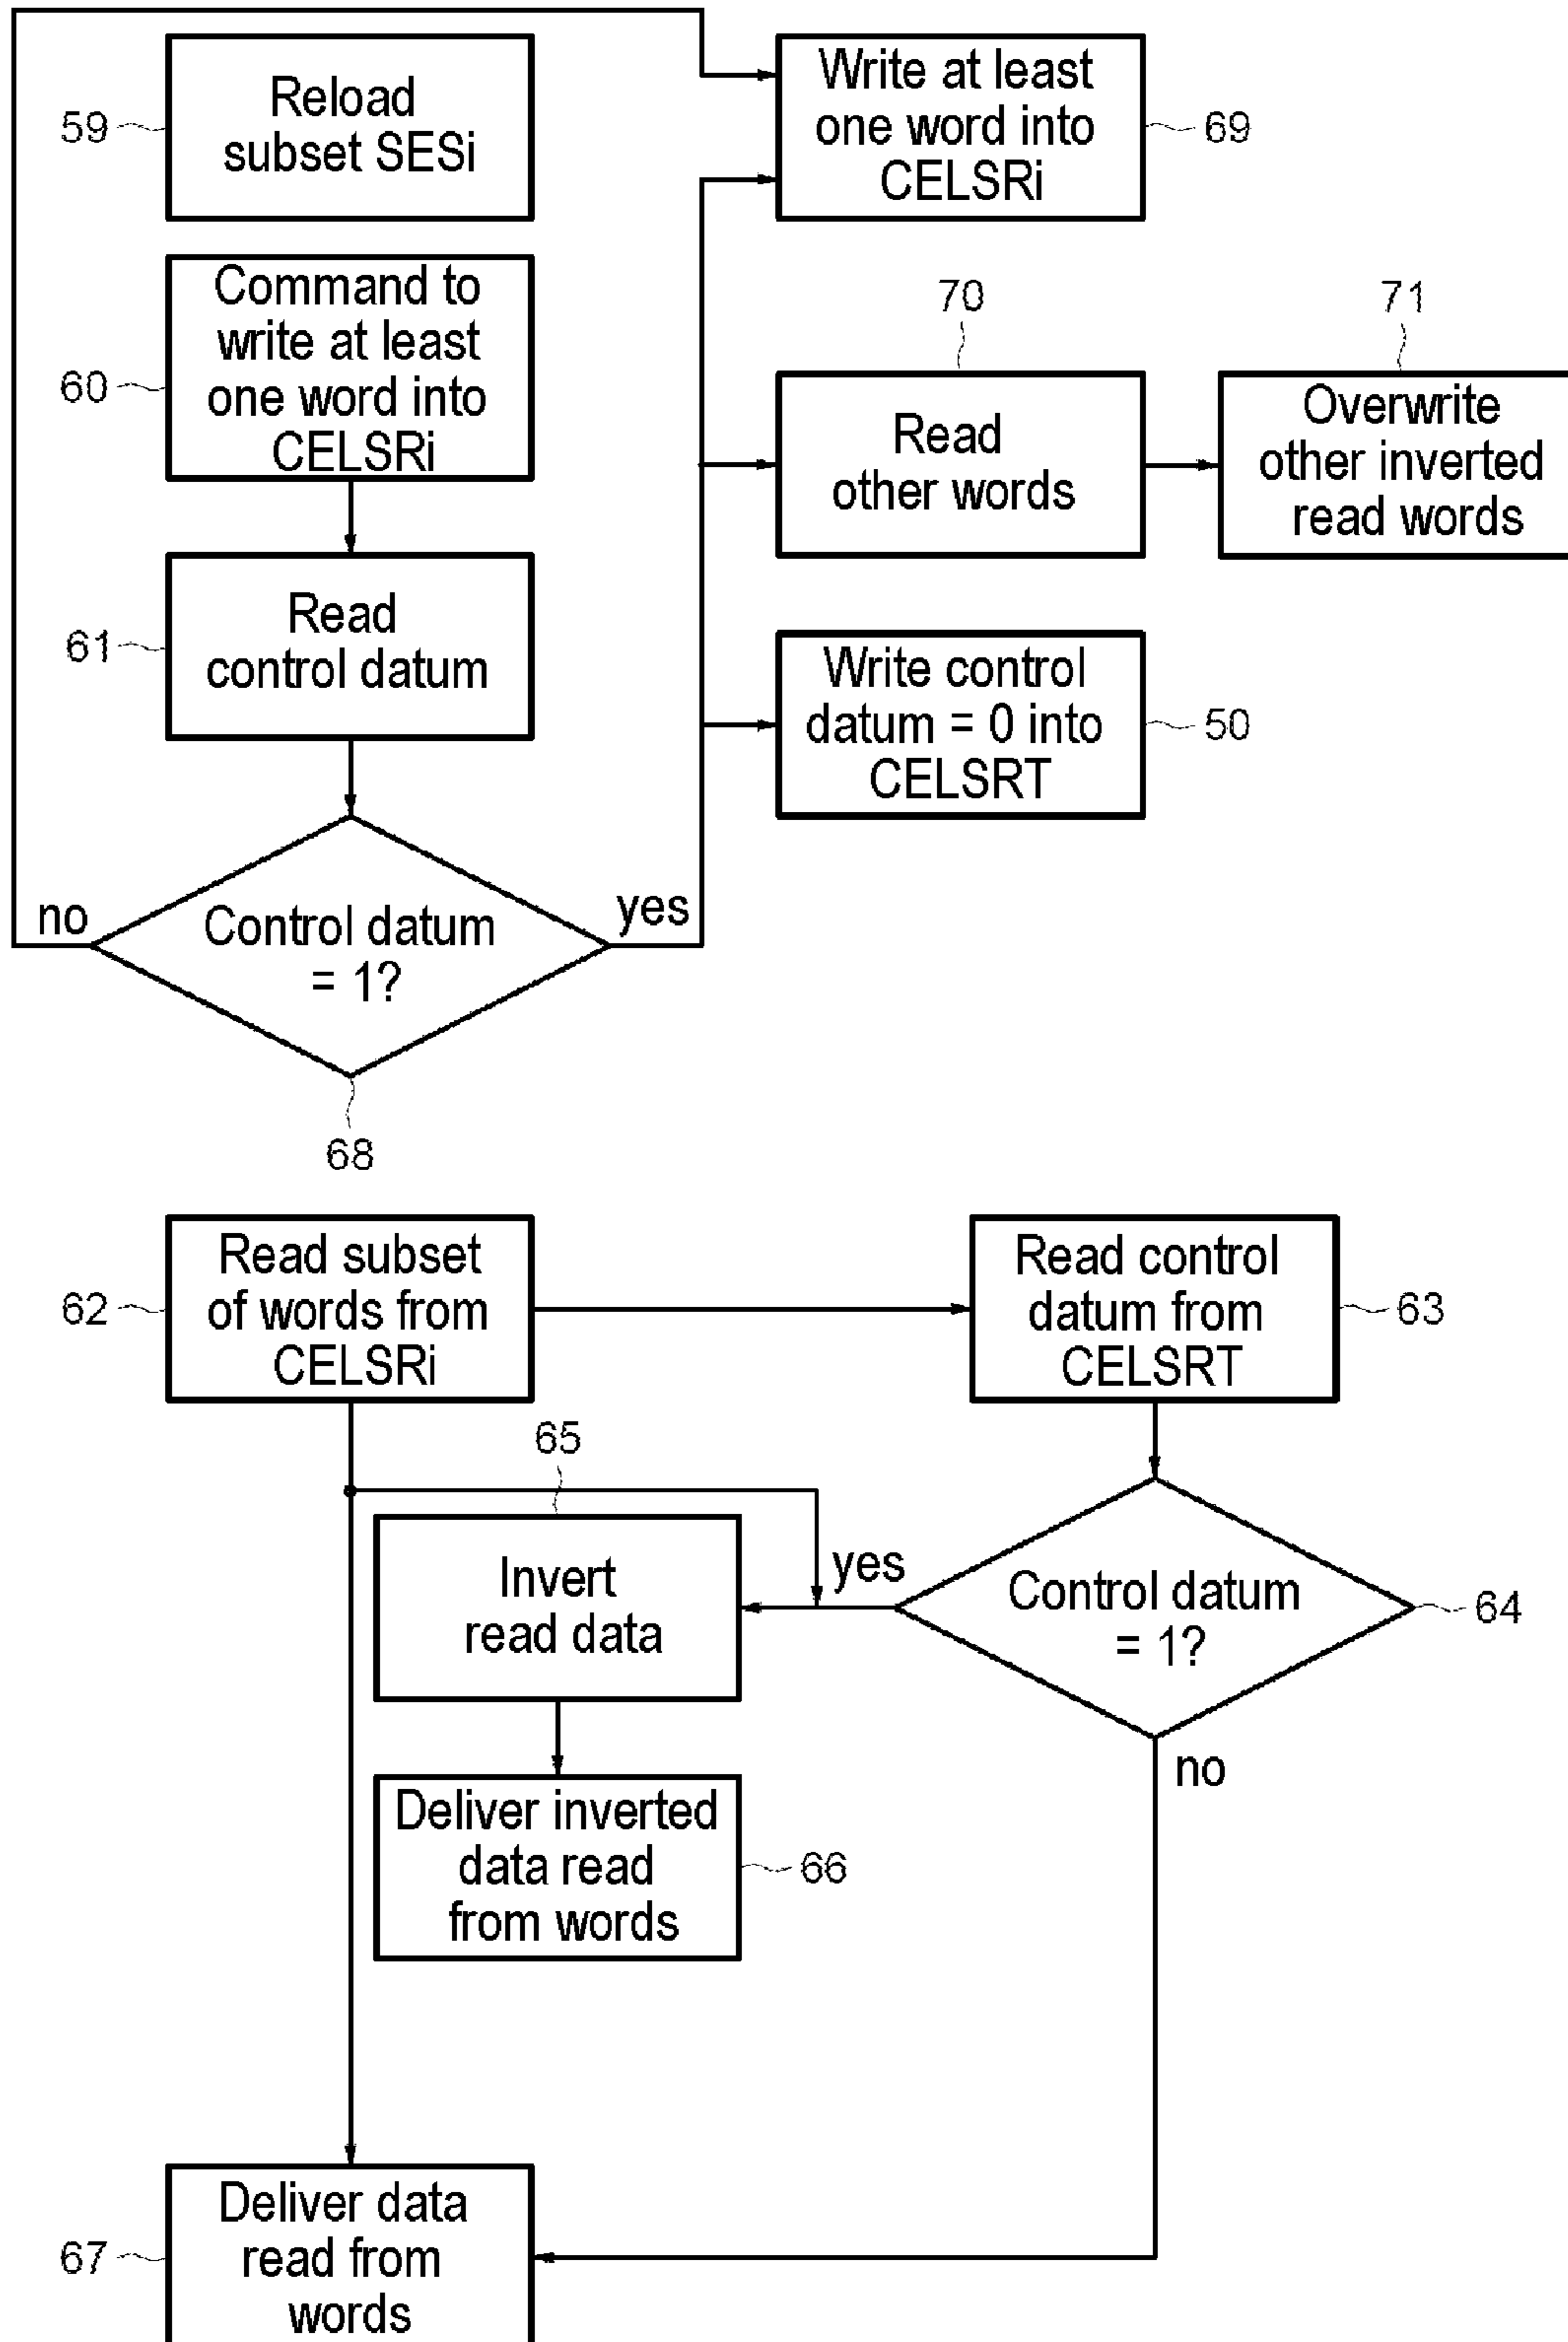 59
Reload
subset SESi
Write at least
one word into
CELSRi
69
60
Command to
write at least
one word into
CELSRi
70
Read
other words
71
Overwrite
other inverted
read words
61
Read
control datum
Write control
datum = 0 into
CELSRT
50
no
Control datum
= 1?
yes
68
62
Read subset
of words from
CELSRi
Read control
datum from
CELSRT
63
65
Invert
read data
yes
Control datum
= 1?
64
no
Deliver inverted
data read
from words
66
67
Deliver data
read from
words